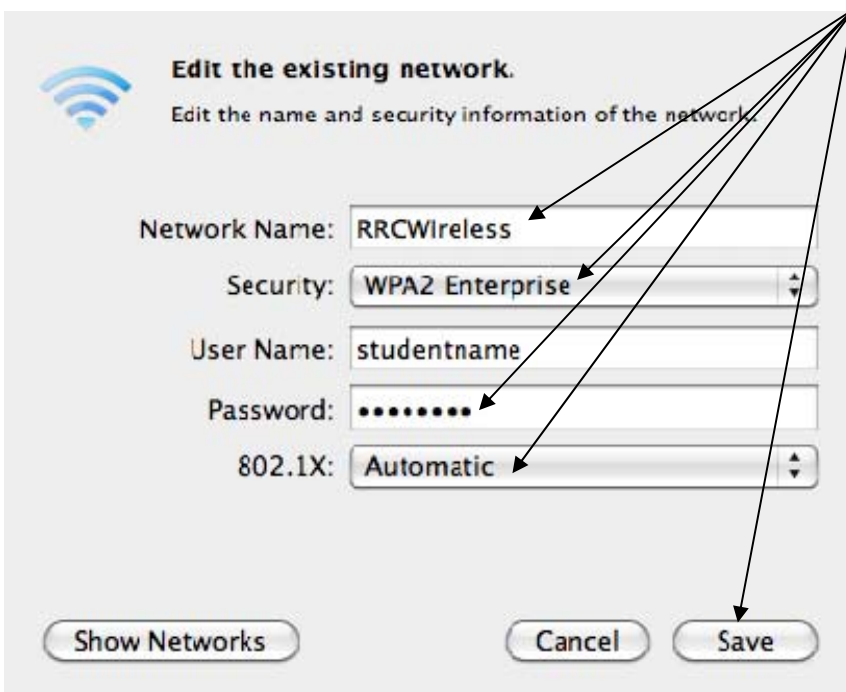 Edit the existing network.
Edit the name and security information of the network.
Network Name: RRCWIreless
Security: WPA2 Enterprise
User Name: studentname
Password: ••••••••
802.1X: Automatic
Show Networks Cancel Save